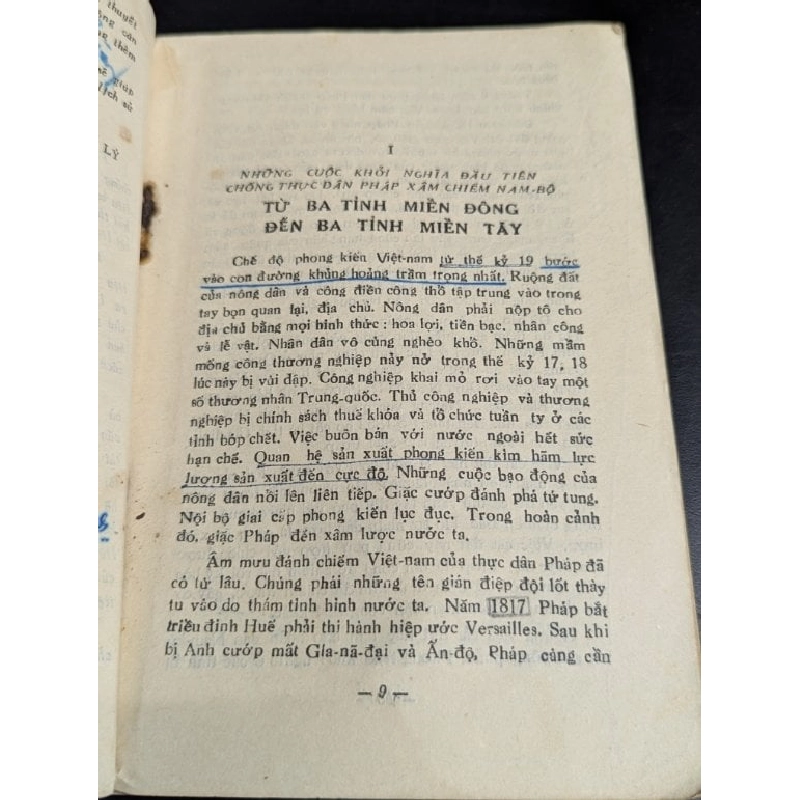 thuyết
thêm
giúp
lịch sử
LÝ
I
NHỮNG CUỘC KHỞI NGHĨA ĐẦU TIÊN
CHỐNG THỰC DÂN PHÁP XÂM CHIẾM NAM-BỘ
TỪ BA TỈNH MIỀN ĐÔNG
ĐẾN BA TỈNH MIỀN TÂY
Chế độ phong kiến Việt-nam từ thế kỷ 19 bước
vào con đường khủng hoảng trầm trọng nhất. Ruộng đất
của nông dân và công điền công thổ tập trung vào trong
tay bọn quan lại, địa chủ. Nông dân phải nộp tô cho
địa chủ bằng mọi hình thức : hoa lợi, tiền bạc, nhân công
và lễ vật. Nhân dân vô cùng nghèo khổ. Những mầm
mống công thương nghiệp nảy nở trong thế kỷ 17, 18
lúc này bị vùi dập. Công nghiệp khai mỏ rơi vào tay một
số thương nhân Trung-quốc. Thủ công nghiệp và thương
nghiệp bị chính sách thuế khóa và tổ chức tuần ty ở các
tỉnh bóp chết. Việc buôn bán với nước ngoài hết sức
hạn chế. Quan hệ sản xuất phong kiến kìm hãm lực
lượng sản xuất đến cực độ. Những cuộc bạo động của
nông dân nổi lên liên tiếp. Giặc cướp đánh phá tứ tung.
Nội bộ giai cấp phong kiến lục đục. Trong hoàn cảnh
đó, giặc Pháp đến xâm lược nước ta.
Âm mưu đánh chiếm Việt-nam của thực dân Pháp đã
có từ lâu. Chúng phái những tên gián điệp đội lốt thày
tu vào do thám tình hình nước ta. Năm 1817 Pháp bắt
triều đình Huế phải thi hành hiệp ước Versailles. Sau khi
bị Anh cướp mất Gia-nã-đại và Ấn-độ, Pháp càng cần
— 9 —